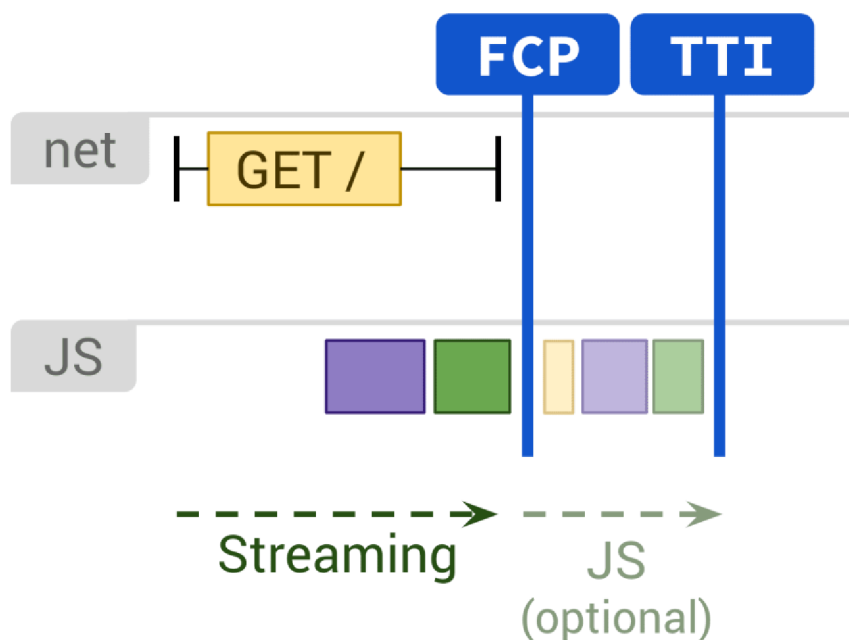 FCP TTI
net
GET /
JS
Streaming
JS
(optional)